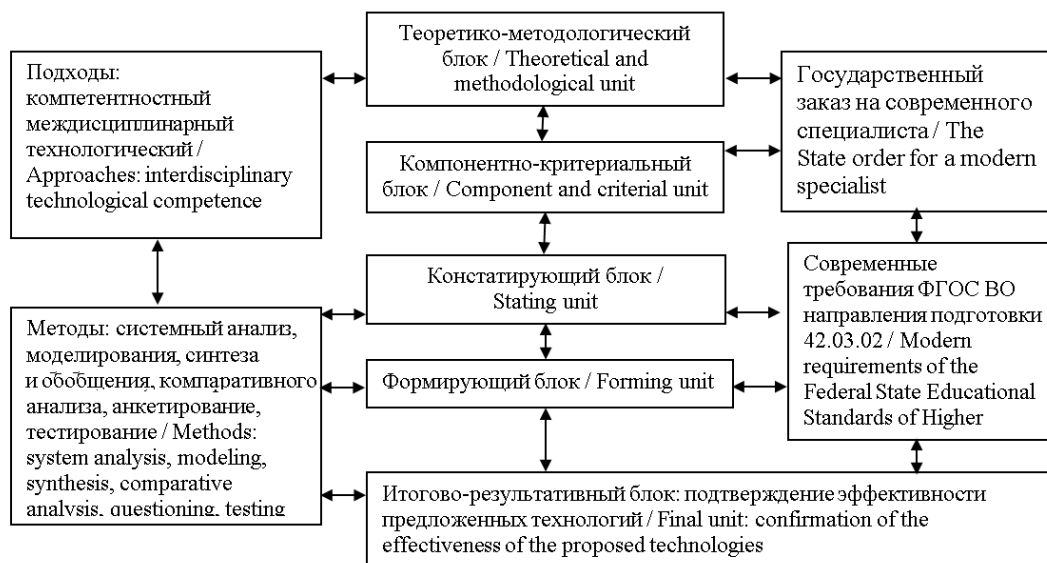 Теоретико-методологический
блок / Theoretical and
methodological unit
Подходы:
компетентностный
междисциплинарный
технологический /
Approaches: interdisciplinary
technological competence
Государственный
заказ на современного
специалиста / The
State order for a modern
specialist
Компонентно-критериальный
блок / Component and criterial unit
Констатирующий блок /
Stating unit
Современные
требования ФГОС ВО
направления подготовки
42.03.02 / Modern
requirements of the
Federal State Educational
Standards of Higher
Методы: системный анализ,
моделирования, синтеза
и обобщения, компаративного
анализа, анкетирование,
тестирование / Methods:
system analysis, modeling,
synthesis, comparative
analysis, questioning, testing
Формирующий блок / Forming unit
Итогово-результативный блок: подтверждение эффективности
предложенных технологий / Final unit: confirmation of the
effectiveness of the proposed technologies